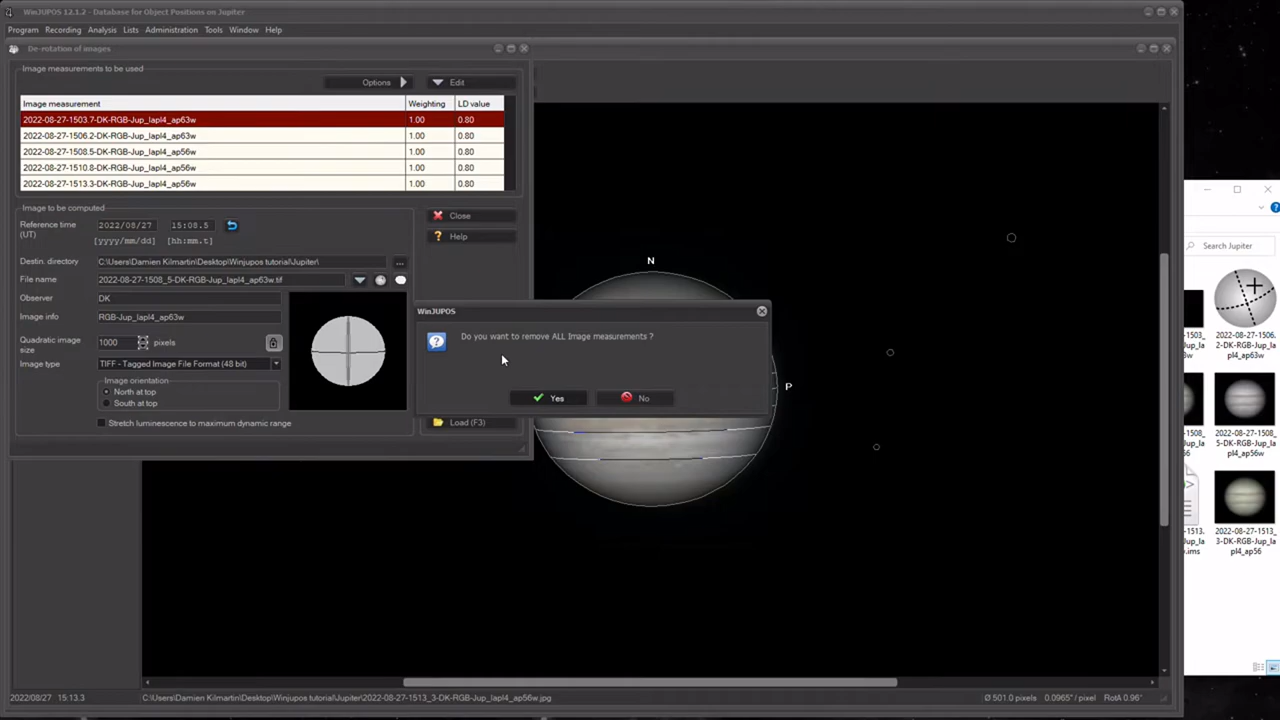 WinJUPOS 12.1.2 - Database for Object Positions on Jupiter
Program Recording Analysis Lists Administration Tools Window Help
De-rotation of images
Image measurements to be used
Options Edit
Image measurement Weighting LD value
2022-08-27-1503.7-DK-RGB-Jup_lapl4_ap63w 1.00 0.80
2022-08-27-1506.2-DK-RGB-Jup_lapl4_ap63w 1.00 0.80
2022-08-27-1508.5-DK-RGB-Jup_lapl4_ap56w 1.00 0.80
2022-08-27-1510.8-DK-RGB-Jup_lapl4_ap56w 1.00 0.80
2022-08-27-1513.3-DK-RGB-Jup_lapl4_ap56w 1.00 0.80
Image to be computed
Reference time (UT) 2022/08/27 15:08.5
[yyyy/mm/dd] [hh:mm.t]
Close
Help
Destin. directory C:\Users\Damien Kilmartin\Desktop\Winjupos tutorial\Jupiter\ ...
File name 2022-08-27-1508_5-DK-RGB-Jup_lapl4_ap63w.tif
Observer DK
Image info RGB-Jup_lapl4_ap63w
Quadratic image size 1000 pixels
Image type TIFF - Tagged Image File Format (48 bit)
Image orientation
North at top
South at top
Stretch luminescence to maximum dynamic range
Load (F3)
N
P
WinJUPOS
Do you want to remove ALL Image measurements ?
Yes No
Search Jupiter
2022-08-27-1506.
2-DK-RGB-Jup_la
pl4_ap63w
2022-08-27-1508_
5-DK-RGB-Jup_la
pl4_ap56w
2022-08-27-1513_
3-DK-RGB-Jup_la
pl4_ap56
2022/08/27 15:13.3 C:\Users\Damien Kilmartin\Desktop\Winjupos tutorial\Jupiter\2022-08-27-1513_3-DK-RGB-Jup_lapl4_ap56w.jpg Ø 501.0 pixels 0.0965"/ pixel RotA 0.96°